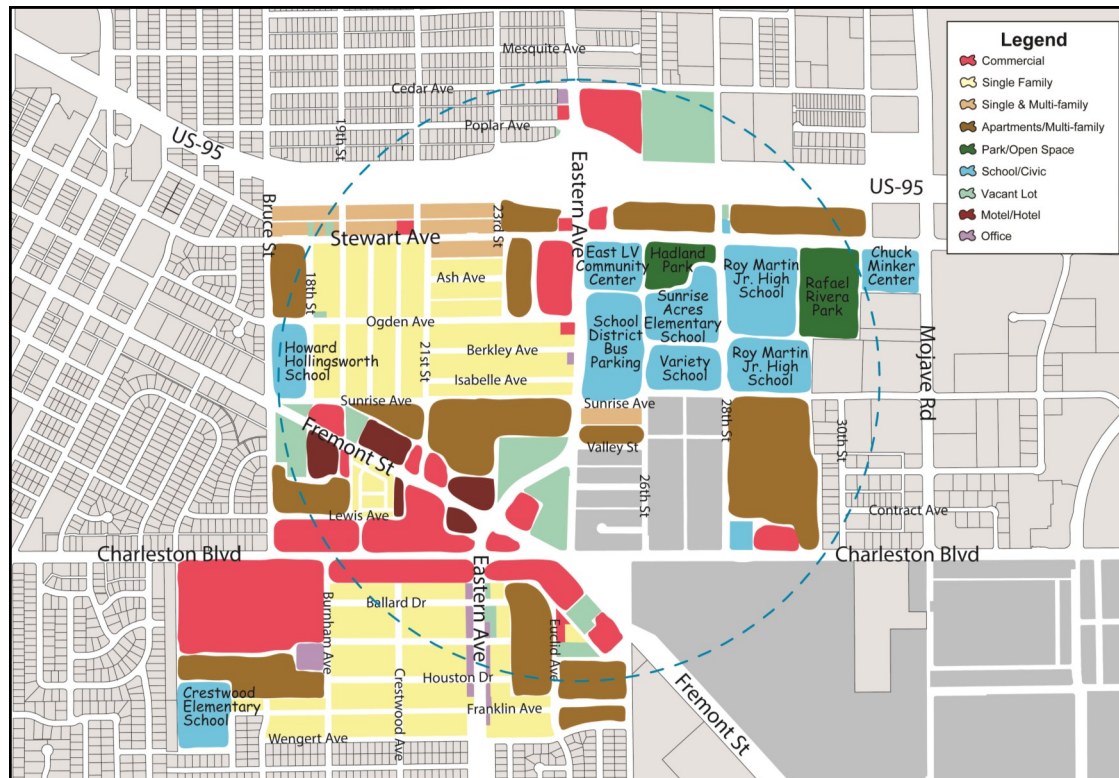 Mesquite Ave
Cedar Ave
Poplar Ave
19th St
US-95
Eastern Ave
US-95
Bruce St
Stewart Ave
23rd St
18th St
Ash Ave
Ogden Ave
21st St
Berkley Ave
Isabelle Ave
Sunrise Ave
East LV
Community
Center
Hadland
Park
Roy Martin
Jr. High
School
Chuck
Minker
Center
Rafael
Rivera
Park
Sunrise
Acres
Elementary
School
School
District
Bus
Parking
Variety
School
Roy Martin
Jr. High
School
Howard
Hollingsworth
School
Mojave Rd
Sunrise Ave
28th St
30th St
Valley St
26th St
Fremont St
Lewis Ave
Contract Ave
Charleston Blvd
Charleston Blvd
Eastern Ave
Ballard Dr
Burnham Ave
Euclid Ave
Crestwood Ave
Houston Dr
Franklin Ave
Fremont St
Crestwood
Elementary
School
Wengert Ave
Legend
Commercial
Single Family
Single & Multi-family
Apartments/Multi-family
Park/Open Space
School/Civic
Vacant Lot
Motel/Hotel
Office